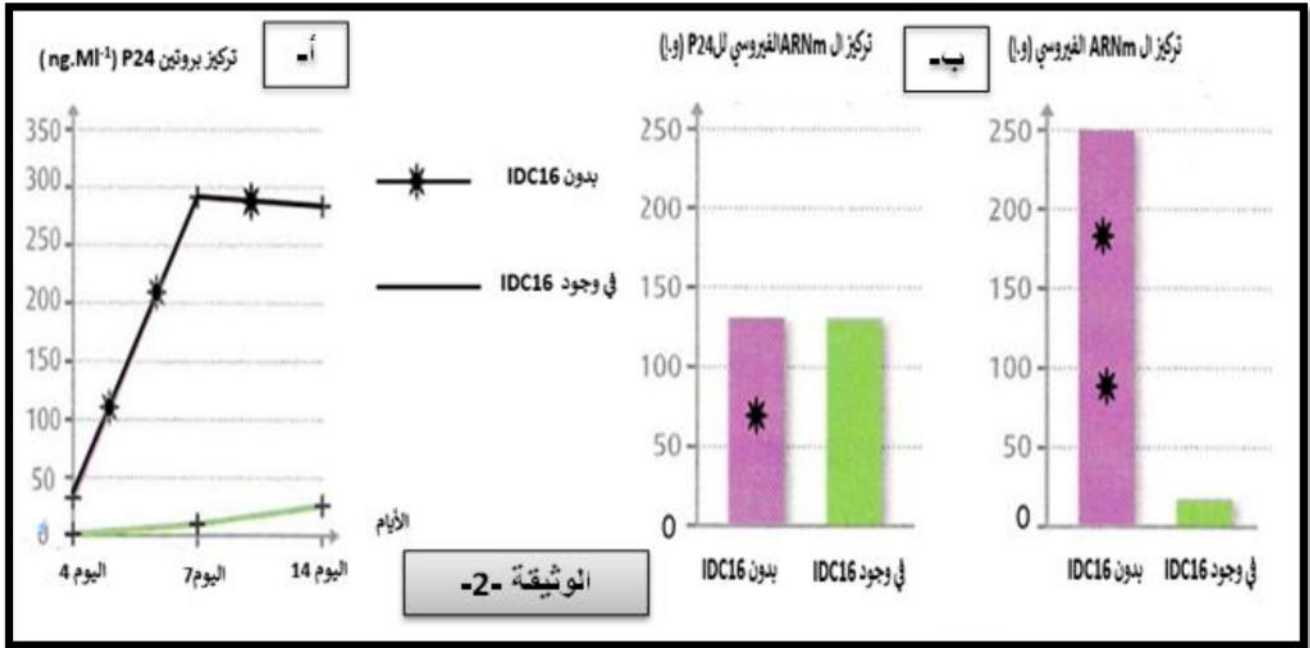 أ-
تركيز بروتين P24 (ng.Ml⁻¹)
350
300
250
200
150
100
50
0
اليوم 4
اليوم7
اليوم 14
الأيام
بدون IDC16
في وجود IDC16
ب-
تركيز ال ARNm الفيروسي لل P24 (و.إ)
250
200
150
100
50
0
بدون IDC16
في وجود IDC16
تركيز ال ARNm الفيروسي (و.إ)
250
200
150
100
50
0
بدون IDC16
في وجود IDC16
الوثيقة -2-